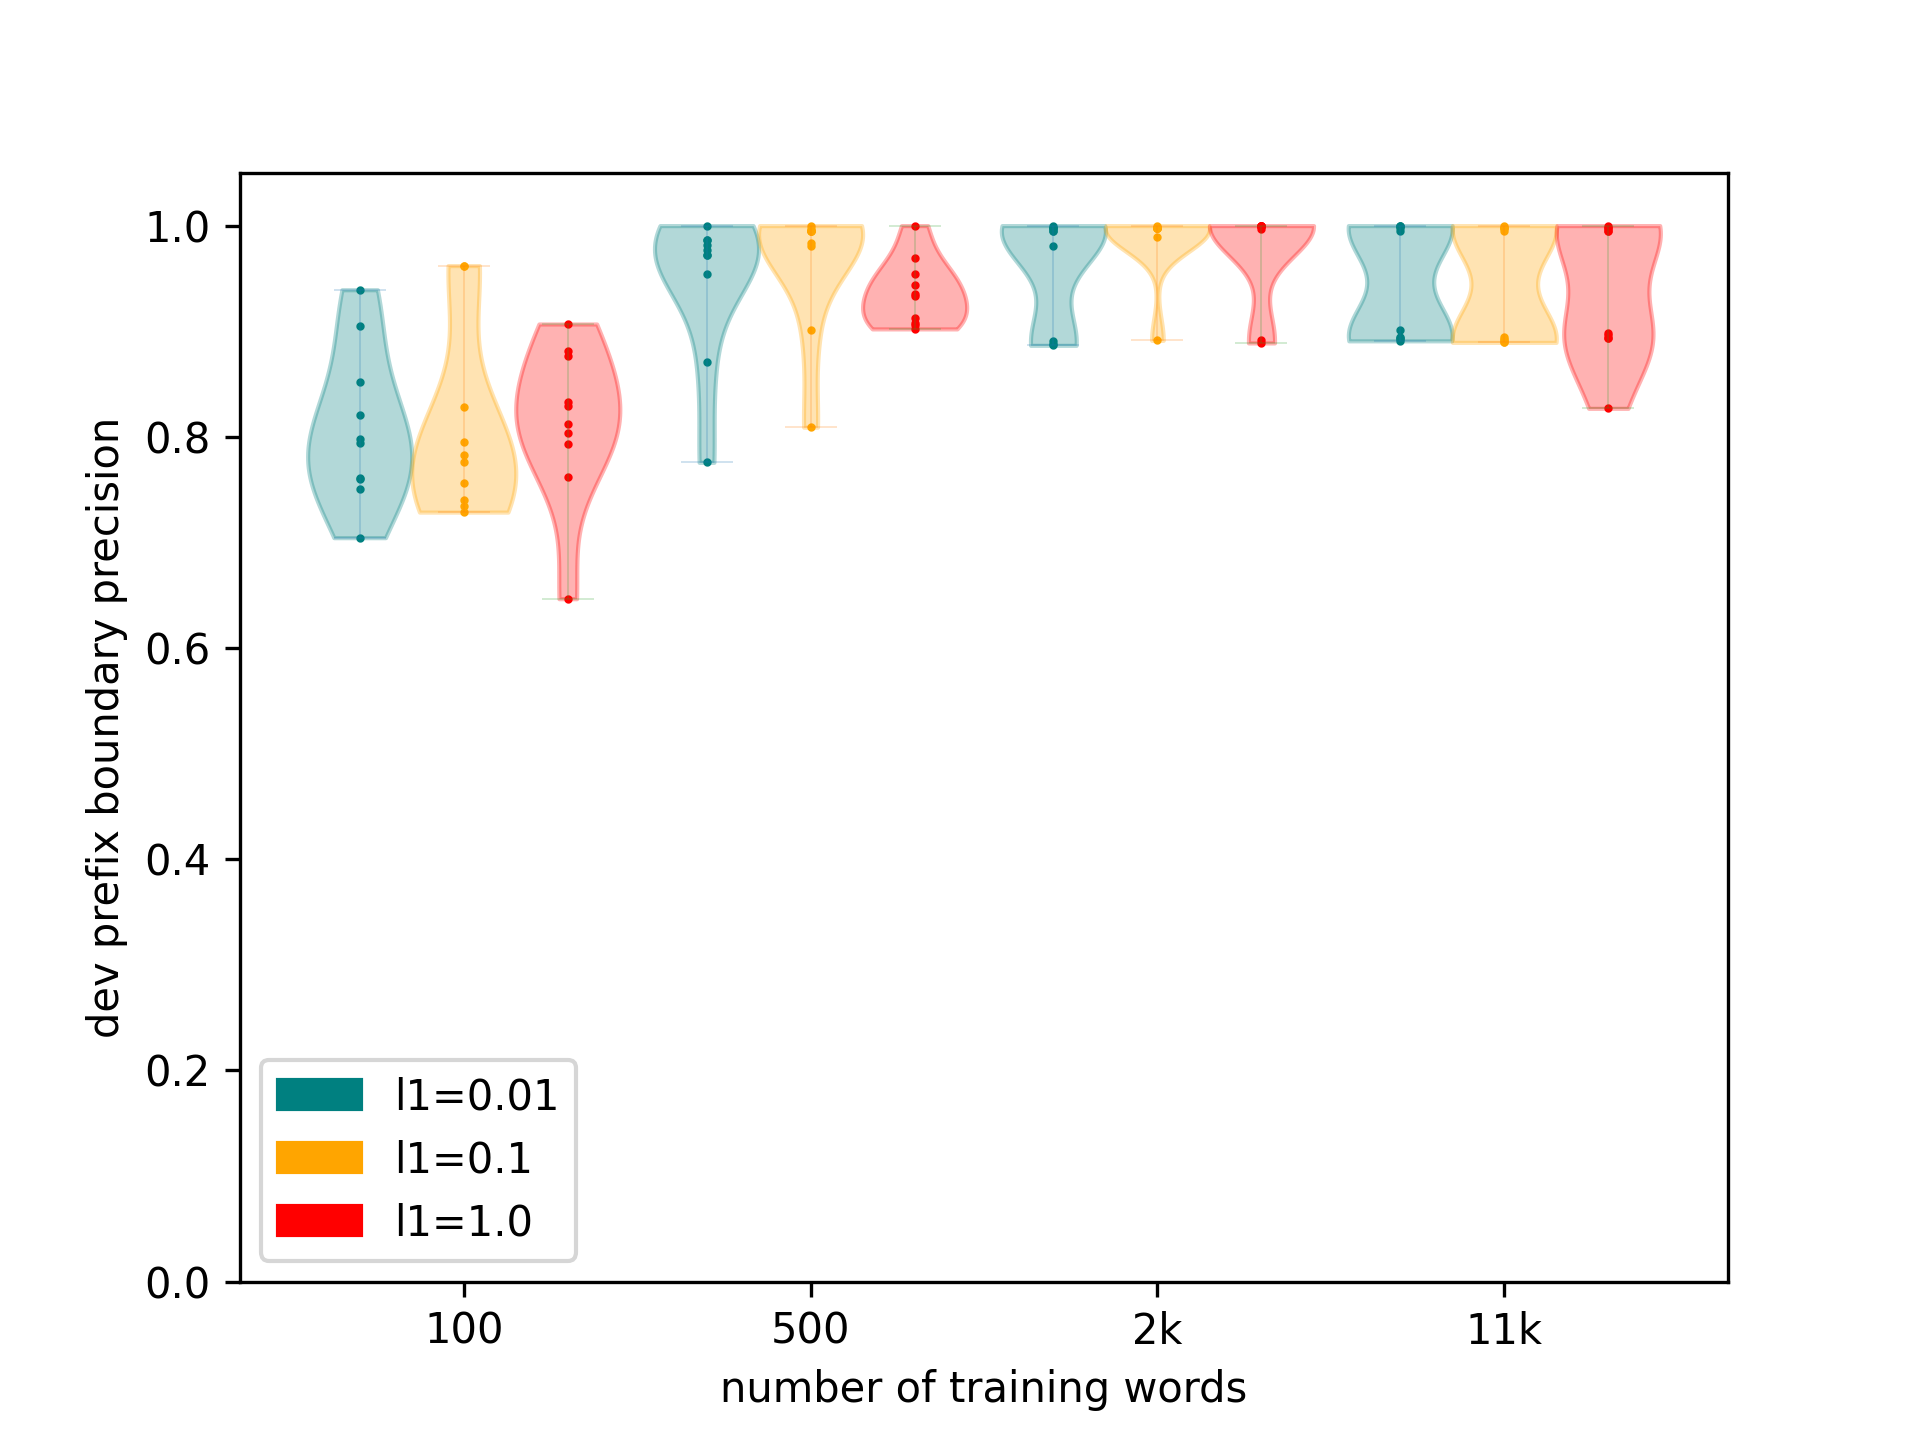 dev prefix boundary precision
1.0
0.8
0.6
0.4
0.2
0.0
l1=0.01
l1=0.1
l1=1.0
100 500 2k 11k
number of training words